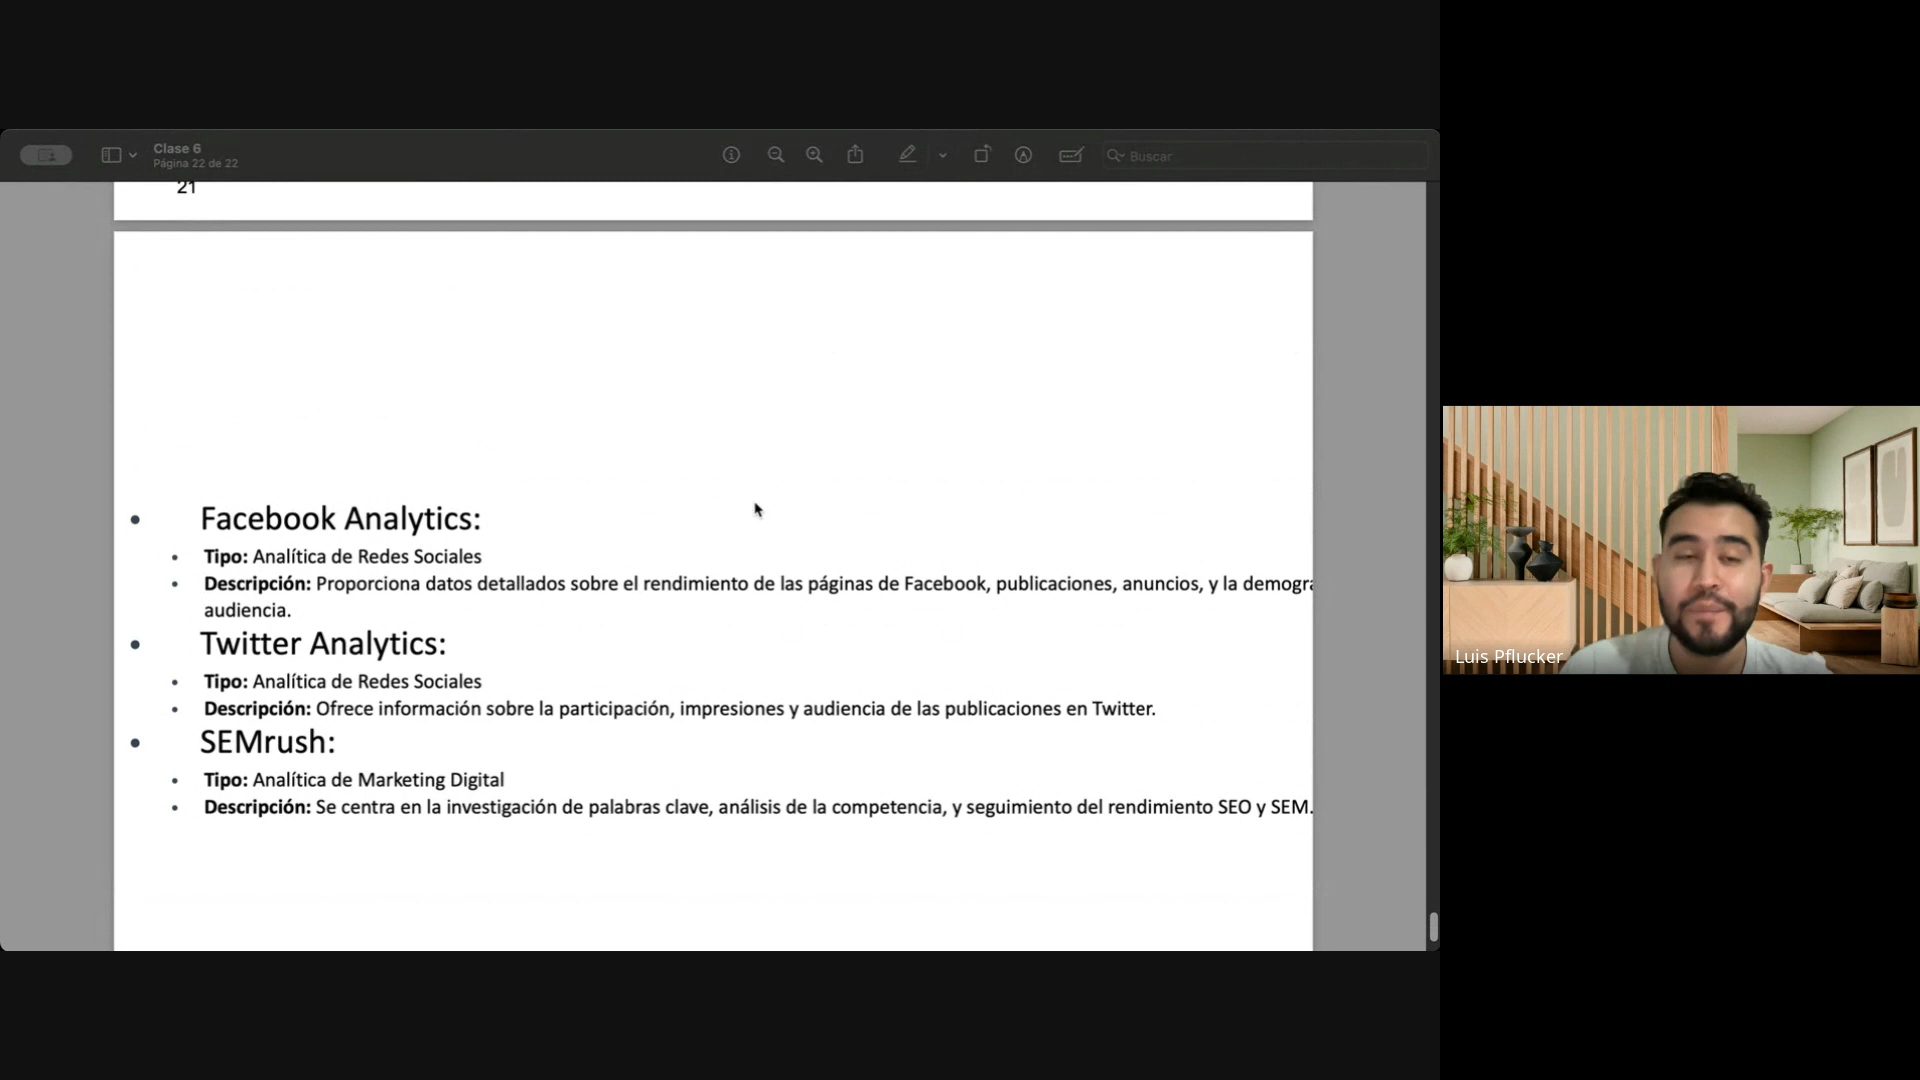 Clase 6
Página 22 de 22
Buscar
21
• Facebook Analytics:
• Tipo: Analítica de Redes Sociales
• Descripción: Proporciona datos detallados sobre el rendimiento de las páginas de Facebook, publicaciones, anuncios, y la demogra
audiencia.
• Twitter Analytics:
• Tipo: Analítica de Redes Sociales
• Descripción: Ofrece información sobre la participación, impresiones y audiencia de las publicaciones en Twitter.
• SEMrush:
• Tipo: Analítica de Marketing Digital
• Descripción: Se centra en la investigación de palabras clave, análisis de la competencia, y seguimiento del rendimiento SEO y SEM.
Luis Pflucker